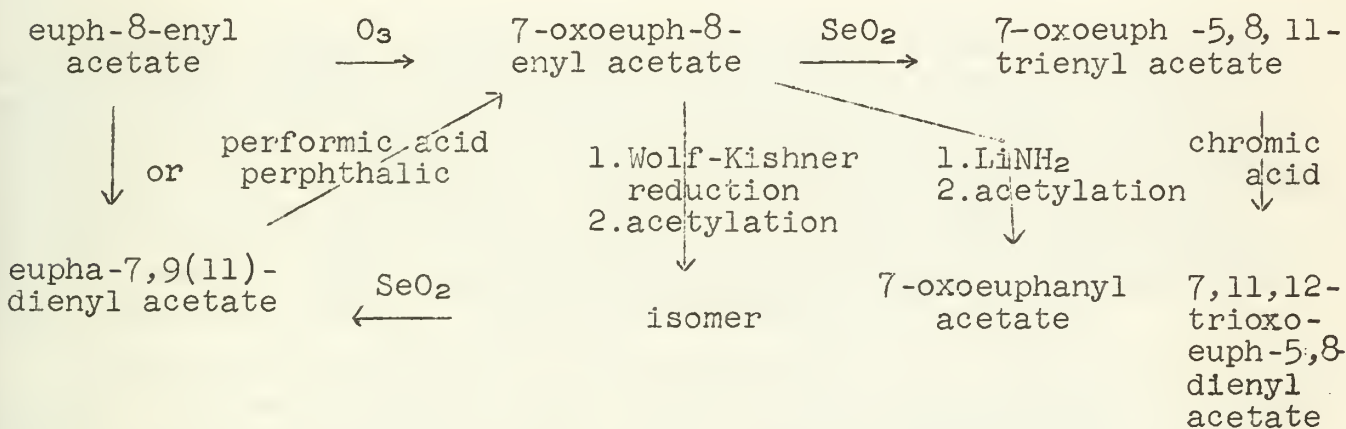 euph-8-enyl acetate
O3
7-oxoeuph-8-enyl acetate
SeO2
7-oxoeuph -5,8,11-trienyl acetate
or
performic acid
perphthalic
1.Wolf-Kishner
reduction
2.acetylation
1.LiNH2
2.acetylation
chromic
acid
eupha-7,9(11)-
dienyl acetate
SeO2
isomer
7-oxoeuphanyl
acetate
7,11,12-
trioxo-
euph-5,8-
dienyl
acetate